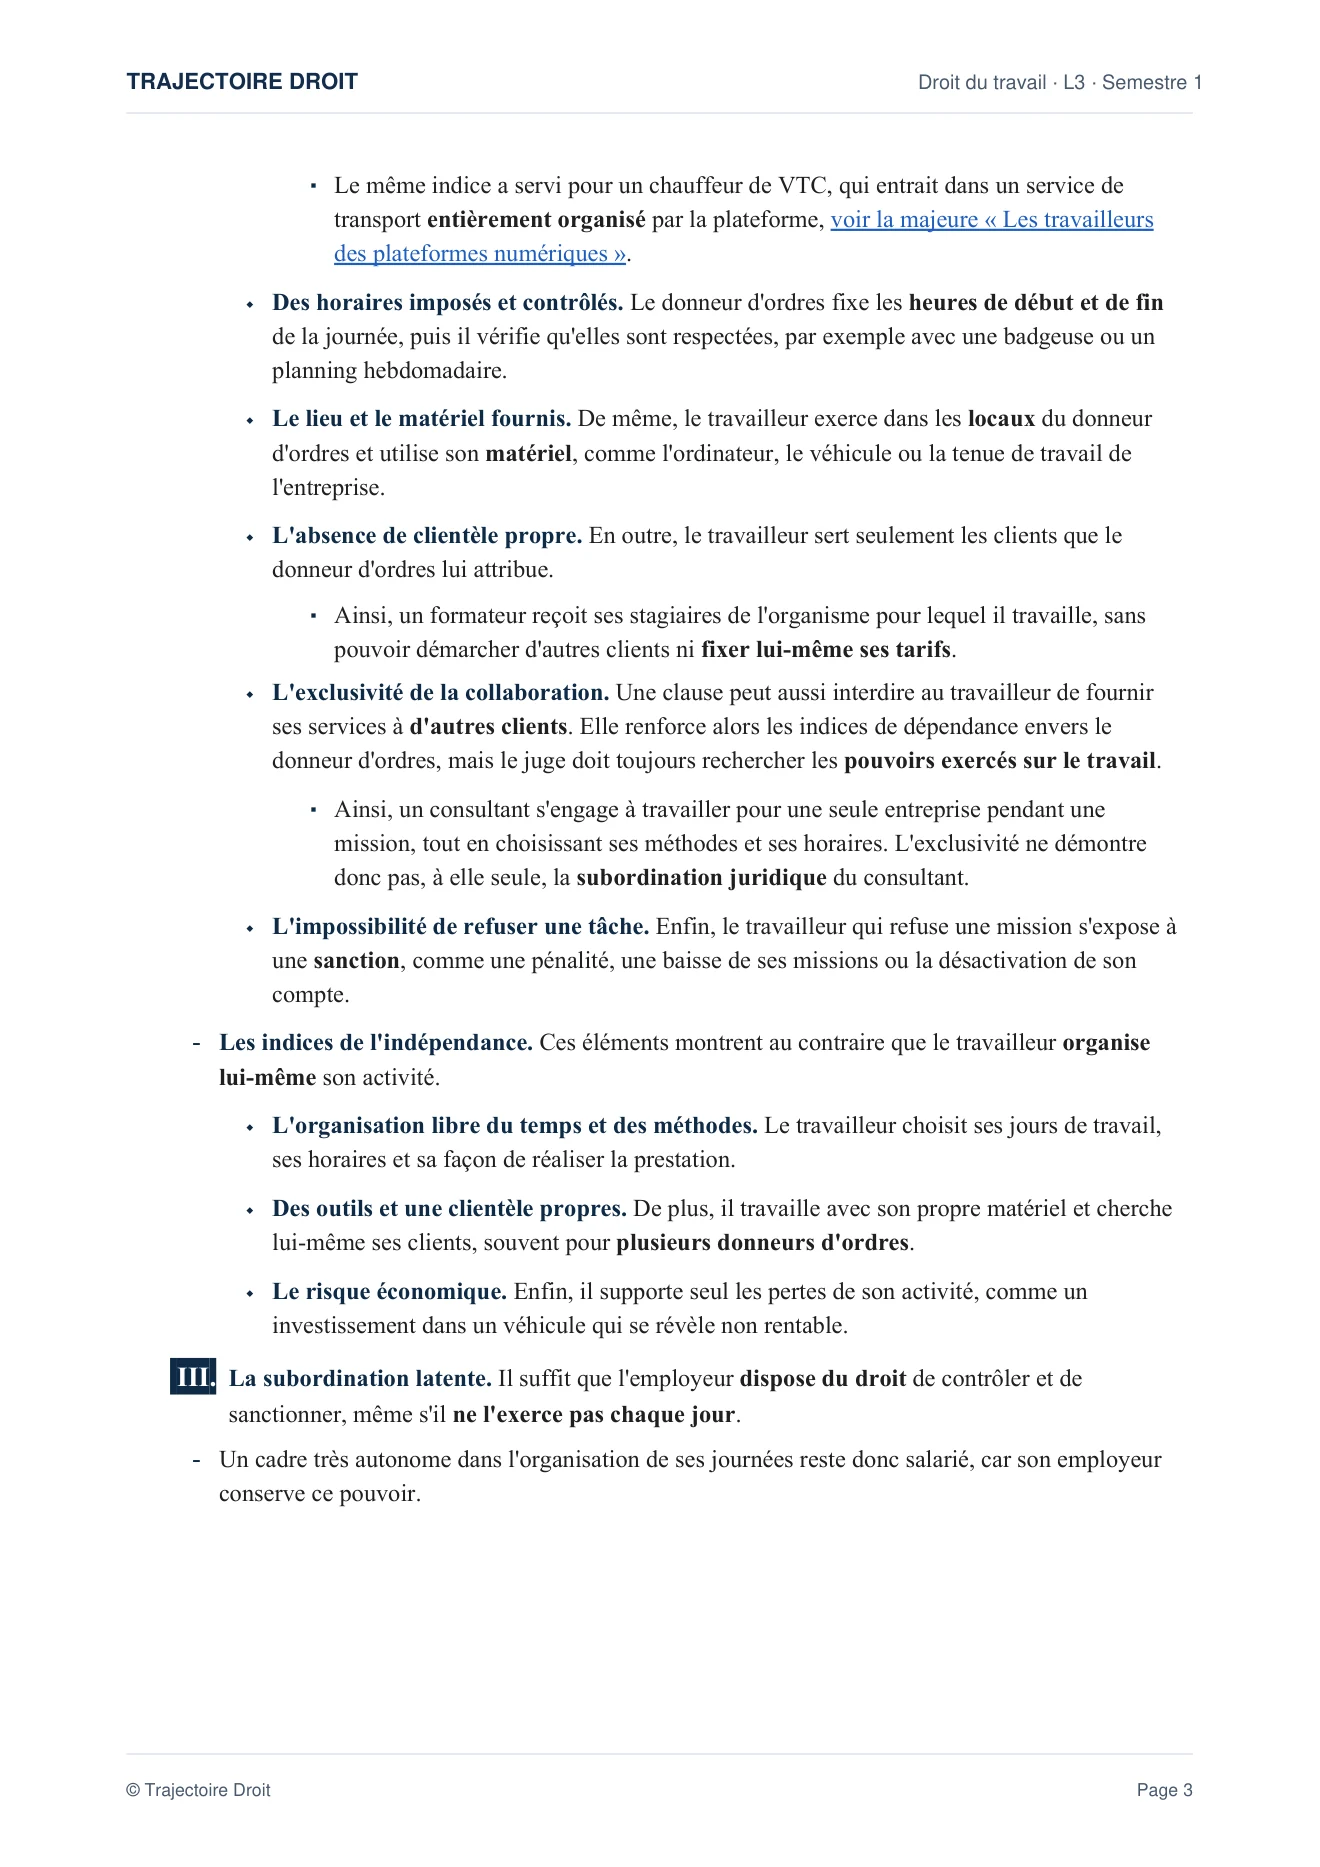 TRAJECTOIRE DROIT
Droit du travail · L3 · Semestre 1
▪ Le même indice a servi pour un chauffeur de VTC, qui entrait dans un service de
transport entièrement organisé par la plateforme, voir la majeure « Les travailleurs
des plateformes numériques ».
⬩ Des horaires imposés et contrôlés. Le donneur d'ordres fixe les heures de début et de fin
de la journée, puis il vérifie qu'elles sont respectées, par exemple avec une badgeuse ou un
planning hebdomadaire.
⬩ Le lieu et le matériel fournis. De même, le travailleur exerce dans les locaux du donneur
d'ordres et utilise son matériel, comme l'ordinateur, le véhicule ou la tenue de travail de
l'entreprise.
⬩ L'absence de clientèle propre. En outre, le travailleur sert seulement les clients que le
donneur d'ordres lui attribue.
▪ Ainsi, un formateur reçoit ses stagiaires de l'organisme pour lequel il travaille, sans
pouvoir démarcher d'autres clients ni fixer lui-même ses tarifs.
⬩ L'exclusivité de la collaboration. Une clause peut aussi interdire au travailleur de fournir
ses services à d'autres clients. Elle renforce alors les indices de dépendance envers le
donneur d'ordres, mais le juge doit toujours rechercher les pouvoirs exercés sur le travail.
▪ Ainsi, un consultant s'engage à travailler pour une seule entreprise pendant une
mission, tout en choisissant ses méthodes et ses horaires. L'exclusivité ne démontre
donc pas, à elle seule, la subordination juridique du consultant.
⬩ L'impossibilité de refuser une tâche. Enfin, le travailleur qui refuse une mission s'expose à
une sanction, comme une pénalité, une baisse de ses missions ou la désactivation de son
compte.
- Les indices de l'indépendance. Ces éléments montrent au contraire que le travailleur organise
lui-même son activité.
⬩ L'organisation libre du temps et des méthodes. Le travailleur choisit ses jours de travail,
ses horaires et sa façon de réaliser la prestation.
⬩ Des outils et une clientèle propres. De plus, il travaille avec son propre matériel et cherche
lui-même ses clients, souvent pour plusieurs donneurs d'ordres.
⬩ Le risque économique. Enfin, il supporte seul les pertes de son activité, comme un
investissement dans un véhicule qui se révèle non rentable.
III. La subordination latente. Il suffit que l'employeur dispose du droit de contrôler et de
sanctionner, même s'il ne l'exerce pas chaque jour.
- Un cadre très autonome dans l'organisation de ses journées reste donc salarié, car son employeur
conserve ce pouvoir.
© Trajectoire Droit
Page 3